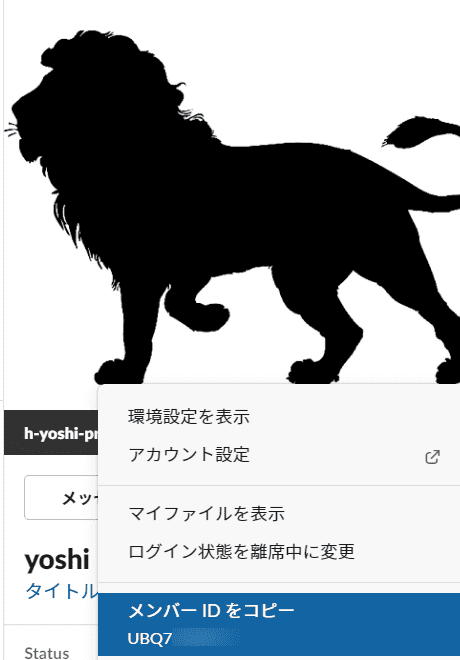 環境設定を表示
アカウント設定
h-yoshi-pr
メッ
マイファイルを表示
ログイン状態を離席中に変更
yoshi
タイトル
メンバー ID をコピー
UBQ7
Status